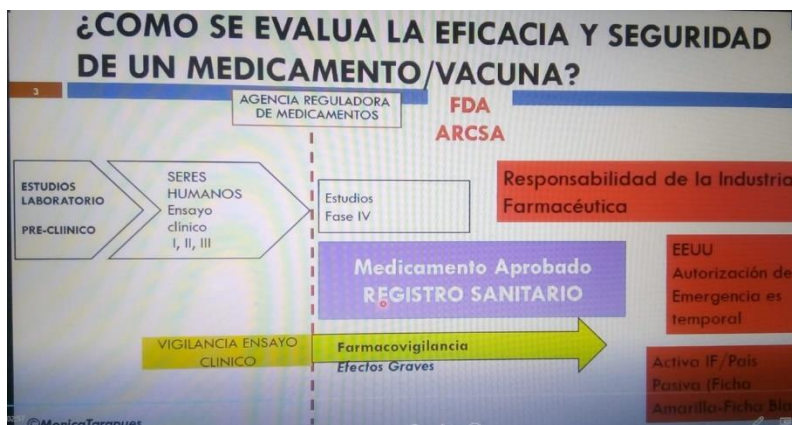 ¿COMO SE EVALUA LA EFICACIA Y SEGURIDAD
DE UN MEDICAMENTO/VACUNA?
3
AGENCIA REGULADORA
DE MEDICAMENTOS
FDA
ARCSA
ESTUDIOS
LABORATORIO
PRE-CLIINICO
SERES
HUMANOS
Ensayo
clínico
I, II, III
Estudios
Fase IV
Responsabilidad de la Industria
Farmacéutica
Medicamento Aprobado
REGISTRO SANITARIO
EEUU
Autorización de
Emergencia es
temporal
VIGILANCIA ENSAYO
CLINICO
Farmacovigilancia
Efectos Graves
Activa IF/Pais
Pasiva (Ficha
Amarilla-Ficha Bla
©MonicaTarapues